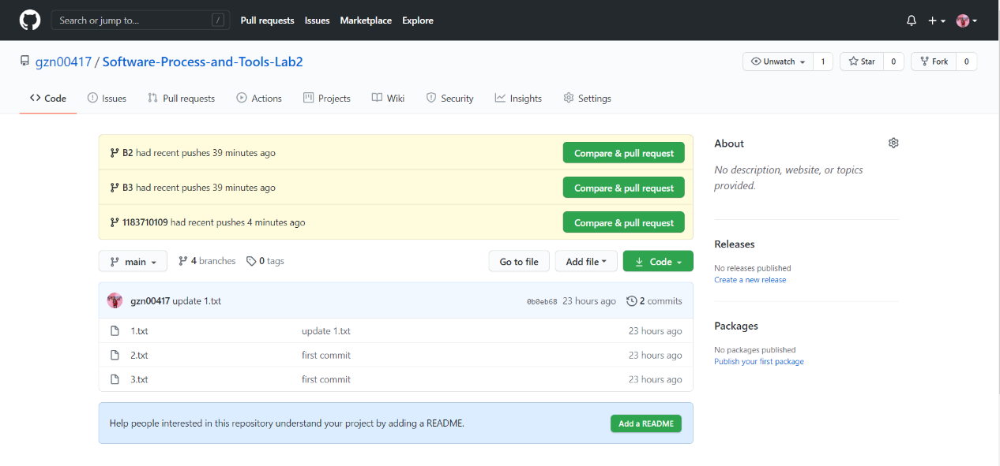 Search or jump to... /
Pull requests Issues Marketplace Explore
gzn00417 / Software-Process-and-Tools-Lab2
Unwatch 1 Star 0 Fork 0
Code Issues Pull requests Actions Projects Wiki Security Insights Settings
B2 had recent pushes 39 minutes ago Compare & pull request
B3 had recent pushes 39 minutes ago Compare & pull request
1183710109 had recent pushes 4 minutes ago Compare & pull request
main 4 branches 0 tags Go to file Add file Code
gzn00417 update 1.txt 0b0eb68 23 hours ago 2 commits
1.txt update 1.txt 23 hours ago
2.txt first commit 23 hours ago
3.txt first commit 23 hours ago
Help people interested in this repository understand your project by adding a README. Add a README
About
No description, website, or topics
provided.
Releases
No releases published
Create a new release
Packages
No packages published
Publish your first package